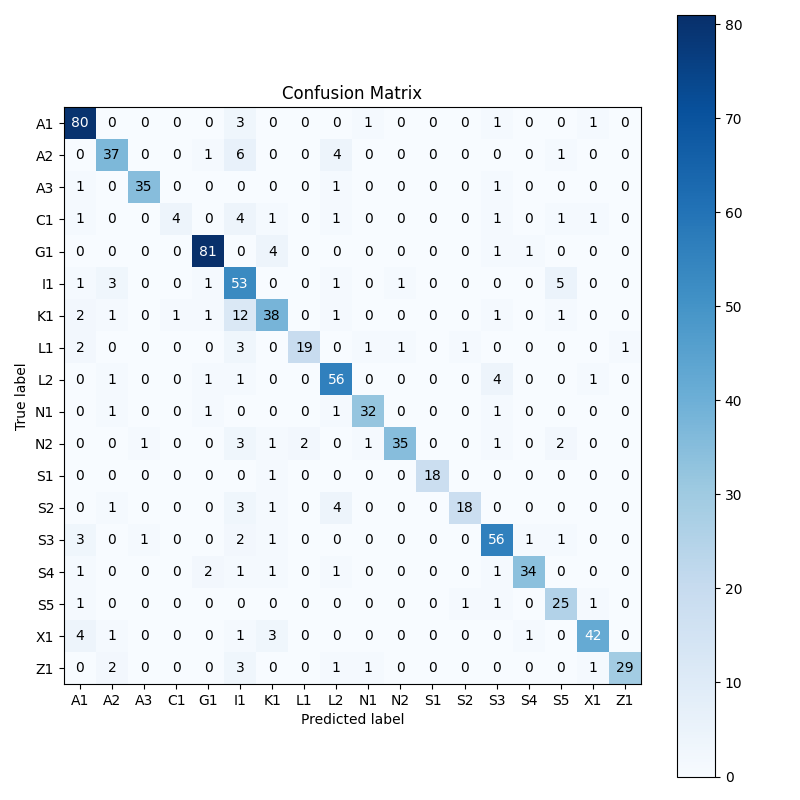 Confusion Matrix
80
A1 80 0 0 0 0 3 0 0 0 1 0 0 0 1 0 0 1 0
A2 0 37 0 0 1 6 0 0 4 0 0 0 0 0 0 1 0 0
70
A3 1 0 35 0 0 0 0 0 1 0 0 0 0 1 0 0 0 0
C1 1 0 0 4 0 4 1 0 1 0 0 0 0 1 0 1 1 0
60
G1 0 0 0 0 81 0 4 0 0 0 0 0 0 1 1 0 0 0
I1 1 3 0 0 1 53 0 0 1 0 1 0 0 0 0 5 0 0
50
K1 2 1 0 1 1 12 38 0 1 0 0 0 0 1 0 1 0 0
L1 2 0 0 0 0 3 0 19 0 1 1 0 1 0 0 0 0 1
True label
L2 0 1 0 0 1 1 0 0 56 0 0 0 0 4 0 0 1 0
40
N1 0 1 0 0 1 0 0 0 1 32 0 0 0 1 0 0 0 0
N2 0 0 1 0 0 3 1 2 0 1 35 0 0 1 0 2 0 0
30
S1 0 0 0 0 0 0 1 0 0 0 0 18 0 0 0 0 0 0
S2 0 1 0 0 0 3 1 0 4 0 0 0 18 0 0 0 0 0
S3 3 0 1 0 0 2 1 0 0 0 0 0 0 56 1 1 0 0
20
S4 1 0 0 0 2 1 1 0 1 0 0 0 0 1 34 0 0 0
S5 1 0 0 0 0 0 0 0 0 0 0 0 1 1 0 25 1 0
X1 4 1 0 0 0 1 3 0 0 0 0 0 0 0 1 0 42 0
Z1 0 2 0 0 0 3 0 0 1 1 0 0 0 0 0 0 1 29
10
A1 A2 A3 C1 G1 I1 K1 L1 L2 N1 N2 S1 S2 S3 S4 S5 X1 Z1
Predicted label
0